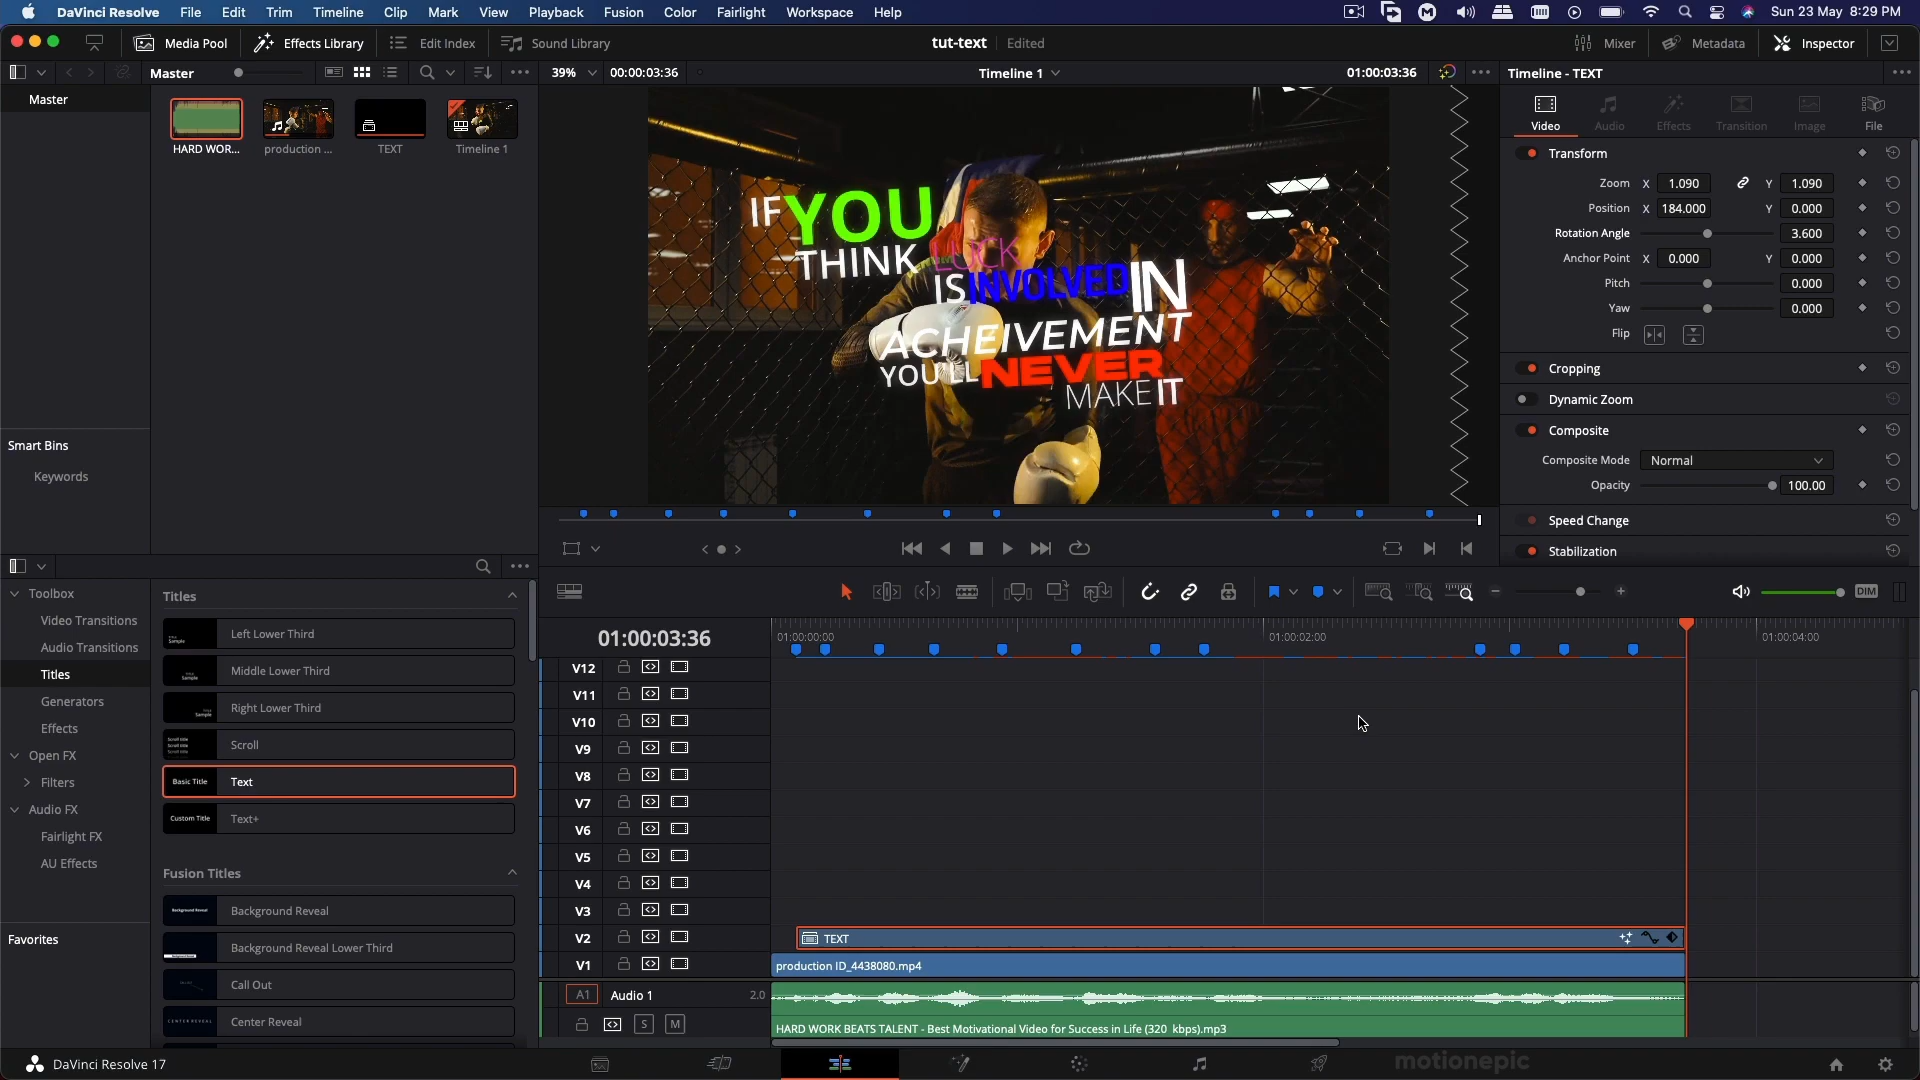 DaVinci Resolve File Edit Trim Timeline Clip Mark View Playback Fusion Color Fairlight Workspace Help Sun 23 May 8:29 PM
Media Pool Effects Library Edit Index Sound Library tut-text Edited Mixer Metadata Inspector
Master 39% 00:00:03:36 Timeline 1 01:00:03:36 Timeline - TEXT
Master
HARD WOR... production ... TEXT Timeline 1
Video Audio Effects Transition Image File
Transform
Zoom X 1.090 Y 1.090
Position X 184.000 Y 0.000
Rotation Angle 3.600
Anchor Point X 0.000 Y 0.000
Pitch 0.000
Yaw 0.000
Flip
Cropping
Dynamic Zoom
Composite
Composite Mode Normal
Opacity 100.00
Speed Change
Stabilization
IF YOU
THINK LUCK
IS INVOLVED IN
ACHEIVEMENT
YOU'LL NEVER
MAKE IT
Smart Bins
Keywords
Toolbox
Video Transitions
Audio Transitions
Titles
Generators
Effects
Open FX
Filters
Audio FX
Fairlight FX
AU Effects
Favorites
Titles
Left Lower Third
Middle Lower Third
Right Lower Third
Scroll
Basic Title Text
Custom Title Text+
Fusion Titles
Background Reveal Background Reveal
Background Reveal Lower Third
Call Out
CENTER REVEAL Center Reveal
DIM
01:00:03:36 01:00:00:00 01:00:02:00 01:00:04:00
V12
V11
V10
V9
V8
V7
V6
V5
V4
V3
V2 TEXT
V1 production ID_4438080.mp4
A1 Audio 1 2.0
S M HARD WORK BEATS TALENT - Best Motivational Video for Success in Life (320 kbps).mp3
DaVinci Resolve 17 motionepic